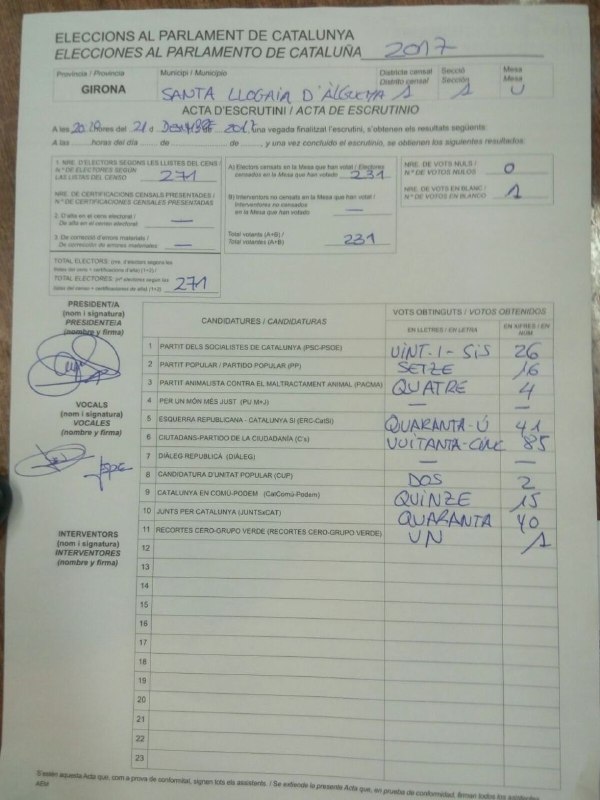 ELECCIONS AL PARLAMENT DE CATALUNYA
ELECCIONES AL PARLAMENTO DE CATALUÑA 2017
Província / Provincia Municipi / Municipio Districte censal Secció Mesa
Distrito censal Sección Mesa
GIRONA SANTA LLOGAIA D'ÀLGUEMA 1 1 U
ACTA D'ESCRUTINI / ACTA DE ESCRUTINIO
A les hores del 21 d 2017 una vegada finalitzat l'escrutini, s'obtenen els resultats següents:
A las horas del día de de y una vez concluido el escrutinio, se obtienen los siguientes resultados:
1. NRE. D'ELECTORS SEGONS LES LLISTES DEL CENS /
N.º DE ELECTORES SEGÚN
LAS LISTAS DEL CENSO 271
NRE. DE CERTIFICACIONS CENSALS PRESENTADES /
N.º DE CERTIFICACIONES CENSALES PRESENTADAS
2. D'alta en el cens electoral /
De alta en el censo electoral: —
3. De correcció d'errors materials /
De corrección de errores materiales: —
TOTAL ELECTORS: (nre. d'electors segons les
llistes del cens + certificacions d'alta) (1+2) /
TOTAL ELECTORES: (nº electores según las
listas del censo + certificaciones de alta) (1+2) 271
A) Electors censats en la Mesa que han votat / Electores
censados en la Mesa que han votado 231
B) Interventors no censats en la Mesa que han votat /
Interventores no censados
en la Mesa que han votado —
Total votants (A+B) /
Total votantes (A+B) 231
NRE. DE VOTS NULS /
N.º DE VOTOS NULOS 0
NRE. DE VOTS EN BLANC /
N.º DE VOTOS EN BLANCO 1
PRESIDENT/A
(nom i signatura)
PRESIDENTE/A
(nombre y firma)
VOCALS
(nom i signatura)
VOCALES
(nombre y firma)
INTERVENTORS
(nom i signatura)
INTERVENTORES
(nombre y firma)
CANDIDATURES / CANDIDATURAS VOTS OBTINGUTS / VOTOS OBTENIDOS
EN LLETRES / EN LETRA EN XIFRES / EN NÚM.
1 PARTIT DELS SOCIALISTES DE CATALUNYA (PSC-PSOE) VINT-I-SIS 26
2 PARTIT POPULAR / PARTIDO POPULAR (PP) SETZE 16
3 PARTIT ANIMALISTA CONTRA EL MALTRACTAMENT ANIMAL (PACMA) QUATRE 4
4 PER UN MÓN MÉS JUST (PU M+J) — —
5 ESQUERRA REPUBLICANA - CATALUNYA SÍ (ERC-CatSí) QUARANTA-Ú 41
6 CIUTADANS-PARTIDO DE LA CIUDADANÍA (C's) VUITANTA-CINC 85
7 DIÀLEG REPUBLICÀ (DIÀLEG) — —
8 CANDIDATURA D'UNITAT POPULAR (CUP) DOS 2
9 CATALUNYA EN COMÚ-PODEM (CatComú-Podem) QUINZE 15
10 JUNTS PER CATALUNYA (JUNTSxCAT) QUARANTA 40
11 RECORTES CERO-GRUPO VERDE (RECORTES CERO-GRUPO VERDE) UN 1
12
13
14
15
16
17
18
19
20
21
22
23
S'estén aquesta Acta que, com a prova de conformitat, signen tots els assistents. / Se extiende la presente Acta que, en prueba de conformidad, firman todos los asistentes.
AEM